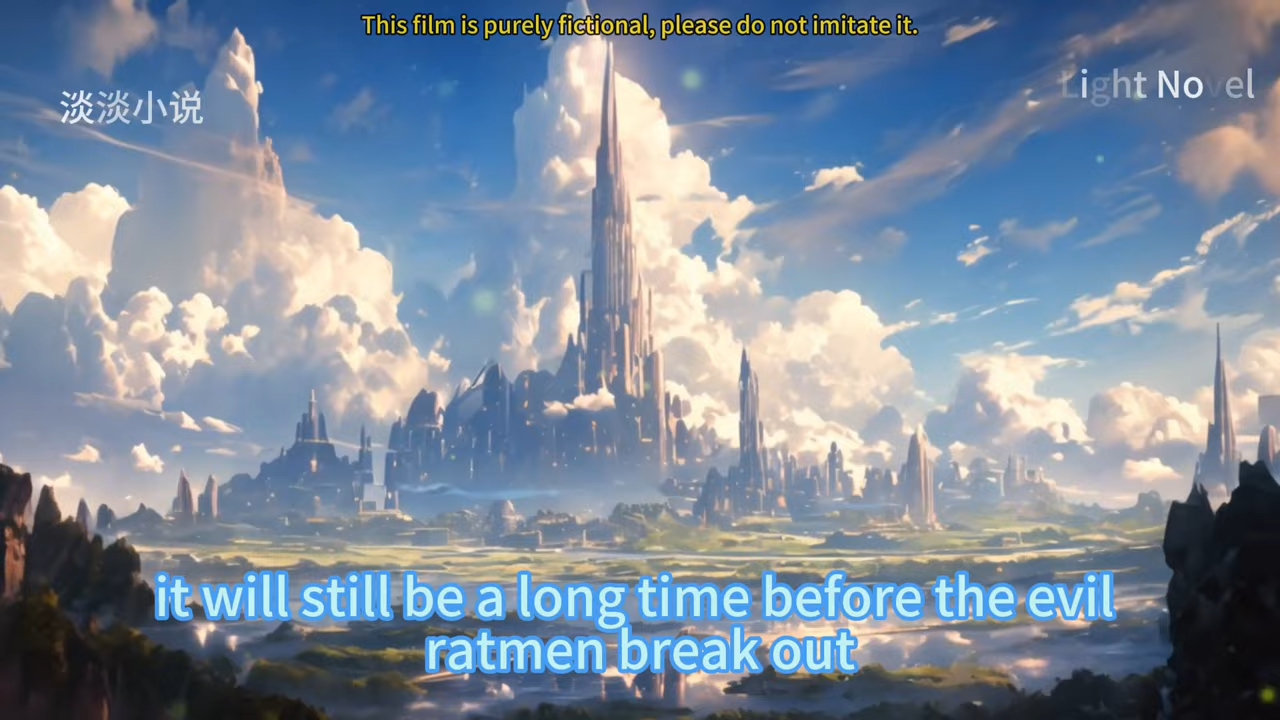 This film is purely fictional, please do not imitate it.
淡淡小说
Light Novel
it will still be a long time before the evil
ratmen break out